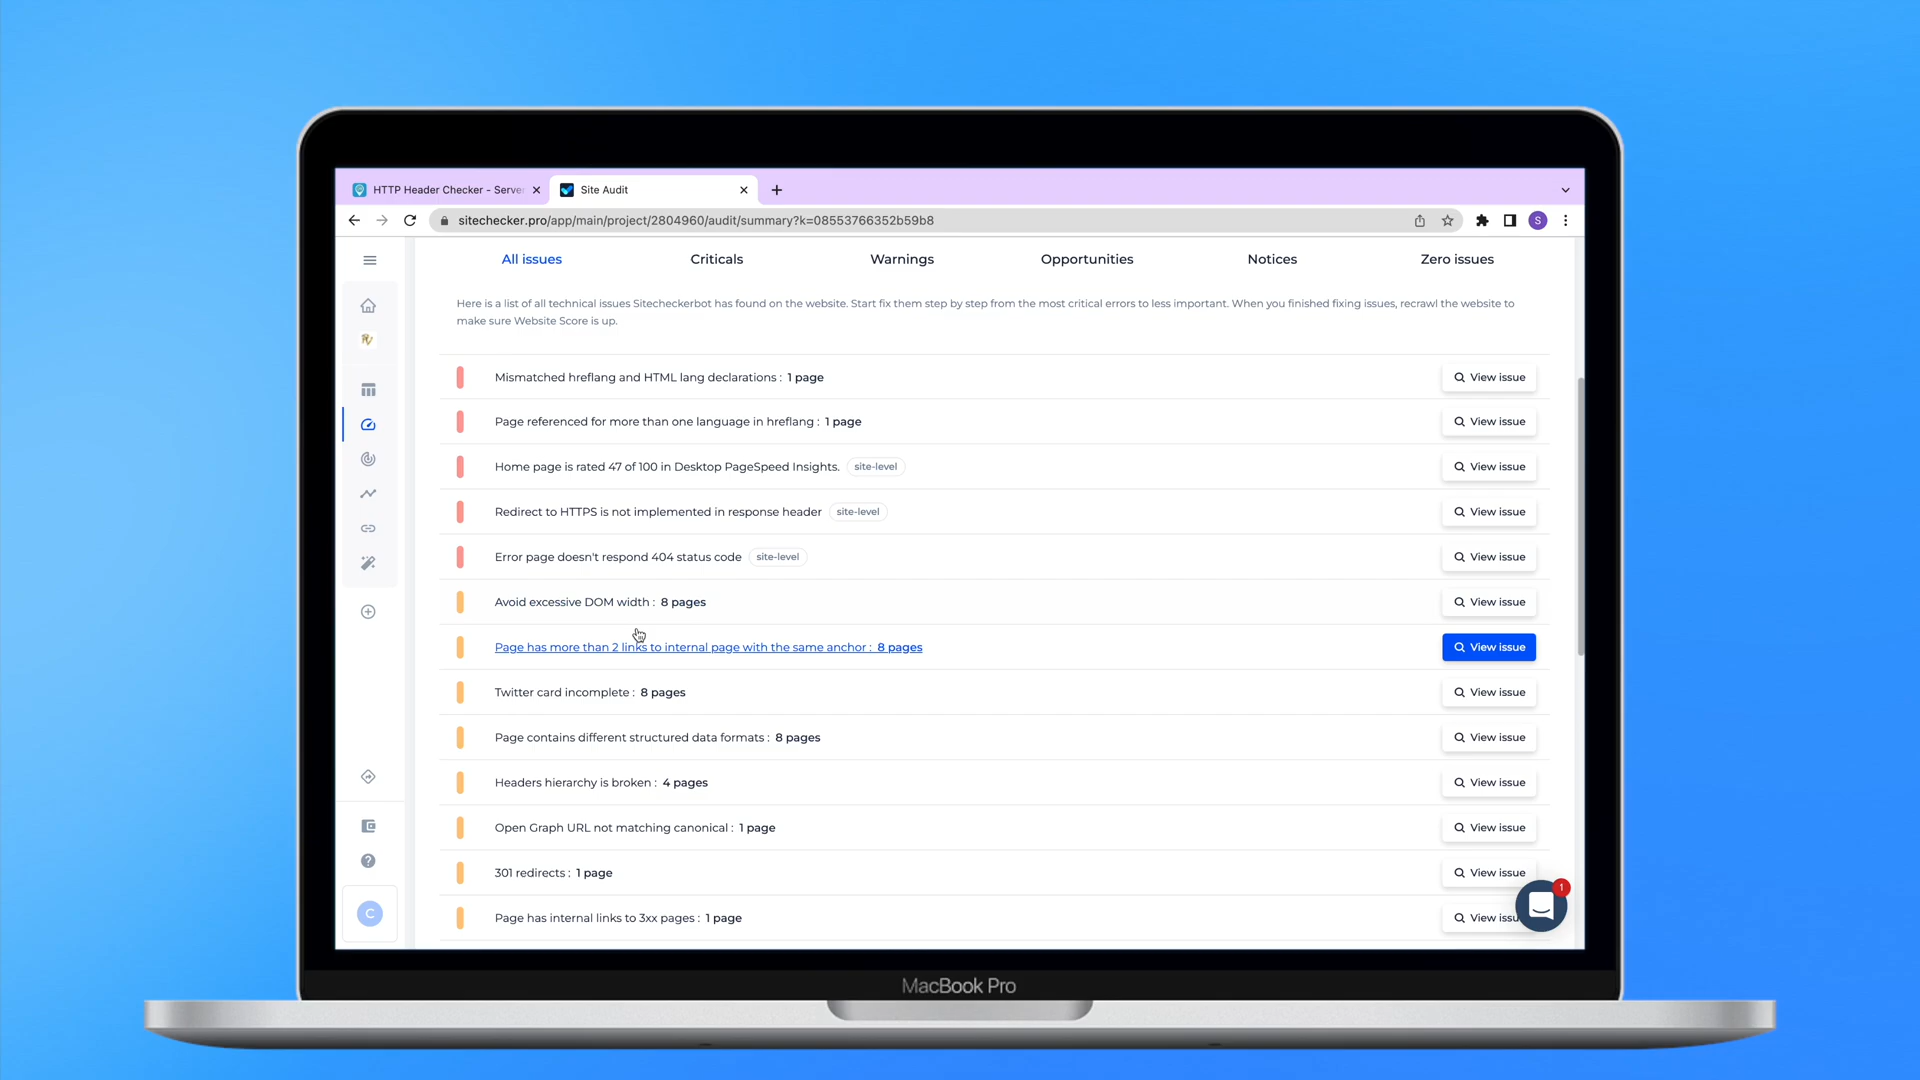 HTTP Header Checker - Serve
Site Audit
sitechecker.pro/app/main/project/2804960/audit/summary?k=08553766352b59b8
S
All issues
Criticals
Warnings
Opportunities
Notices
Zero issues
Here is a list of all technical issues Sitecheckerbot has found on the website. Start fix them step by step from the most critical errors to less important. When you finished fixing issues, recrawl the website to
make sure Website Score is up.
Mismatched hreflang and HTML lang declarations : 1 page
View issue
Page referenced for more than one language in hreflang : 1 page
View issue
Home page is rated 47 of 100 in Desktop PageSpeed Insights. site-level
View issue
Redirect to HTTPS is not implemented in response header site-level
View issue
Error page doesn't respond 404 status code site-level
View issue
Avoid excessive DOM width : 8 pages
View issue
Page has more than 2 links to internal page with the same anchor : 8 pages
View issue
Twitter card incomplete : 8 pages
View issue
Page contains different structured data formats : 8 pages
View issue
Headers hierarchy is broken : 4 pages
View issue
Open Graph URL not matching canonical : 1 page
View issue
301 redirects : 1 page
View issue
1
Page has internal links to 3xx pages : 1 page
View issu
C
MacBook Pro